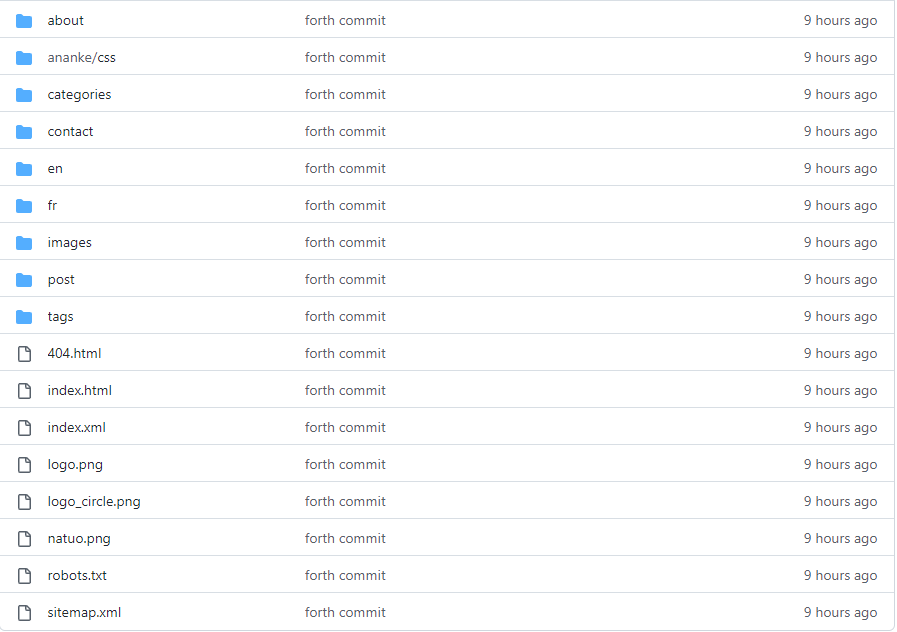 about forth commit 9 hours ago
ananke/css forth commit 9 hours ago
categories forth commit 9 hours ago
contact forth commit 9 hours ago
en forth commit 9 hours ago
fr forth commit 9 hours ago
images forth commit 9 hours ago
post forth commit 9 hours ago
tags forth commit 9 hours ago
404.html forth commit 9 hours ago
index.html forth commit 9 hours ago
index.xml forth commit 9 hours ago
logo.png forth commit 9 hours ago
logo_circle.png forth commit 9 hours ago
natuo.png forth commit 9 hours ago
robots.txt forth commit 9 hours ago
sitemap.xml forth commit 9 hours ago